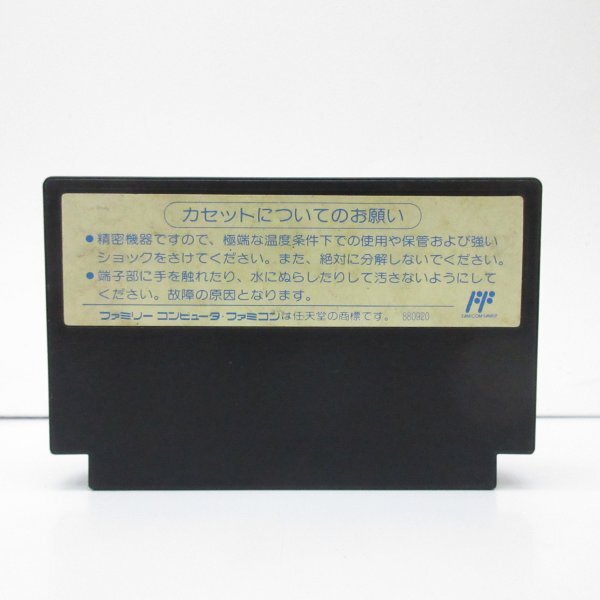 カセットについてのお願い
●精密機器ですので、極端な温度条件下での使用や保管および強い
ショックをさけてください。また、絶対に分解しないでください。
●端子部に手を触れたり、水にぬらしたりして汚さないようにして
ください。故障の原因となります。
ファミリー コンピュータ・ファミコンは任天堂の商標です。 880920
FAMICOM FAMILY